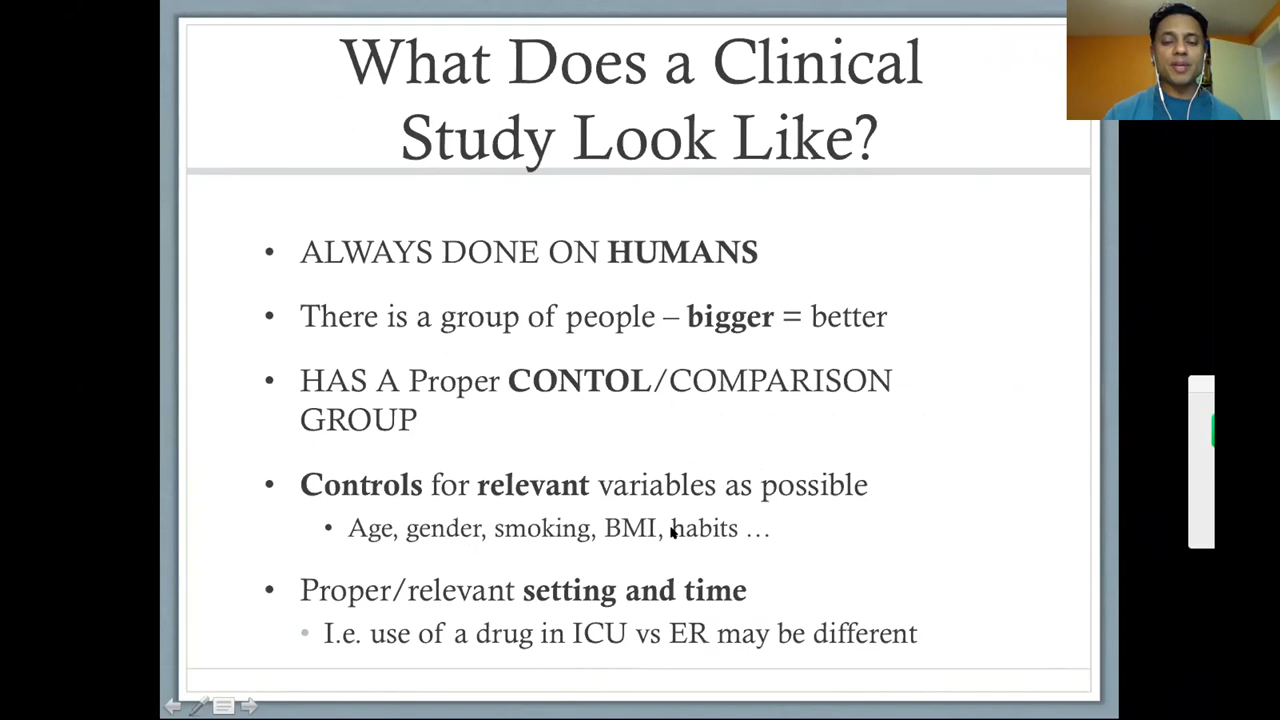 What Does a Clinical
Study Look Like?
• ALWAYS DONE ON HUMANS
• There is a group of people – bigger = better
• HAS A Proper CONTOL/COMPARISON
GROUP
• Controls for relevant variables as possible
• Age, gender, smoking, BMI, habits …
• Proper/relevant setting and time
• I.e. use of a drug in ICU vs ER may be different